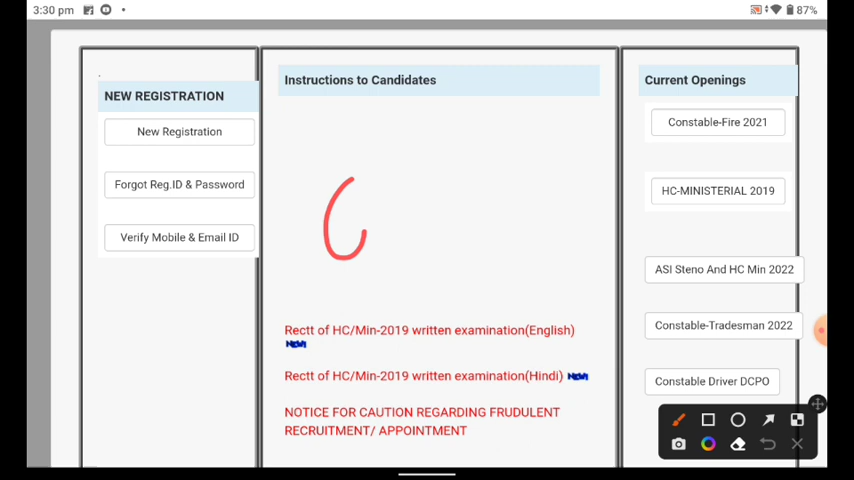 3:30 pm
87%
NEW REGISTRATION
New Registration
Forgot Reg.ID & Password
Verify Mobile & Email ID
Instructions to Candidates
Rectt of HC/Min-2019 written examination(English)
NEW!
Rectt of HC/Min-2019 written examination(Hindi) NEW!
NOTICE FOR CAUTION REGARDING FRUDULENT
RECRUITMENT/ APPOINTMENT
Current Openings
Constable-Fire 2021
HC-MINISTERIAL 2019
ASI Steno And HC Min 2022
Constable-Tradesman 2022
Constable Driver DCPO